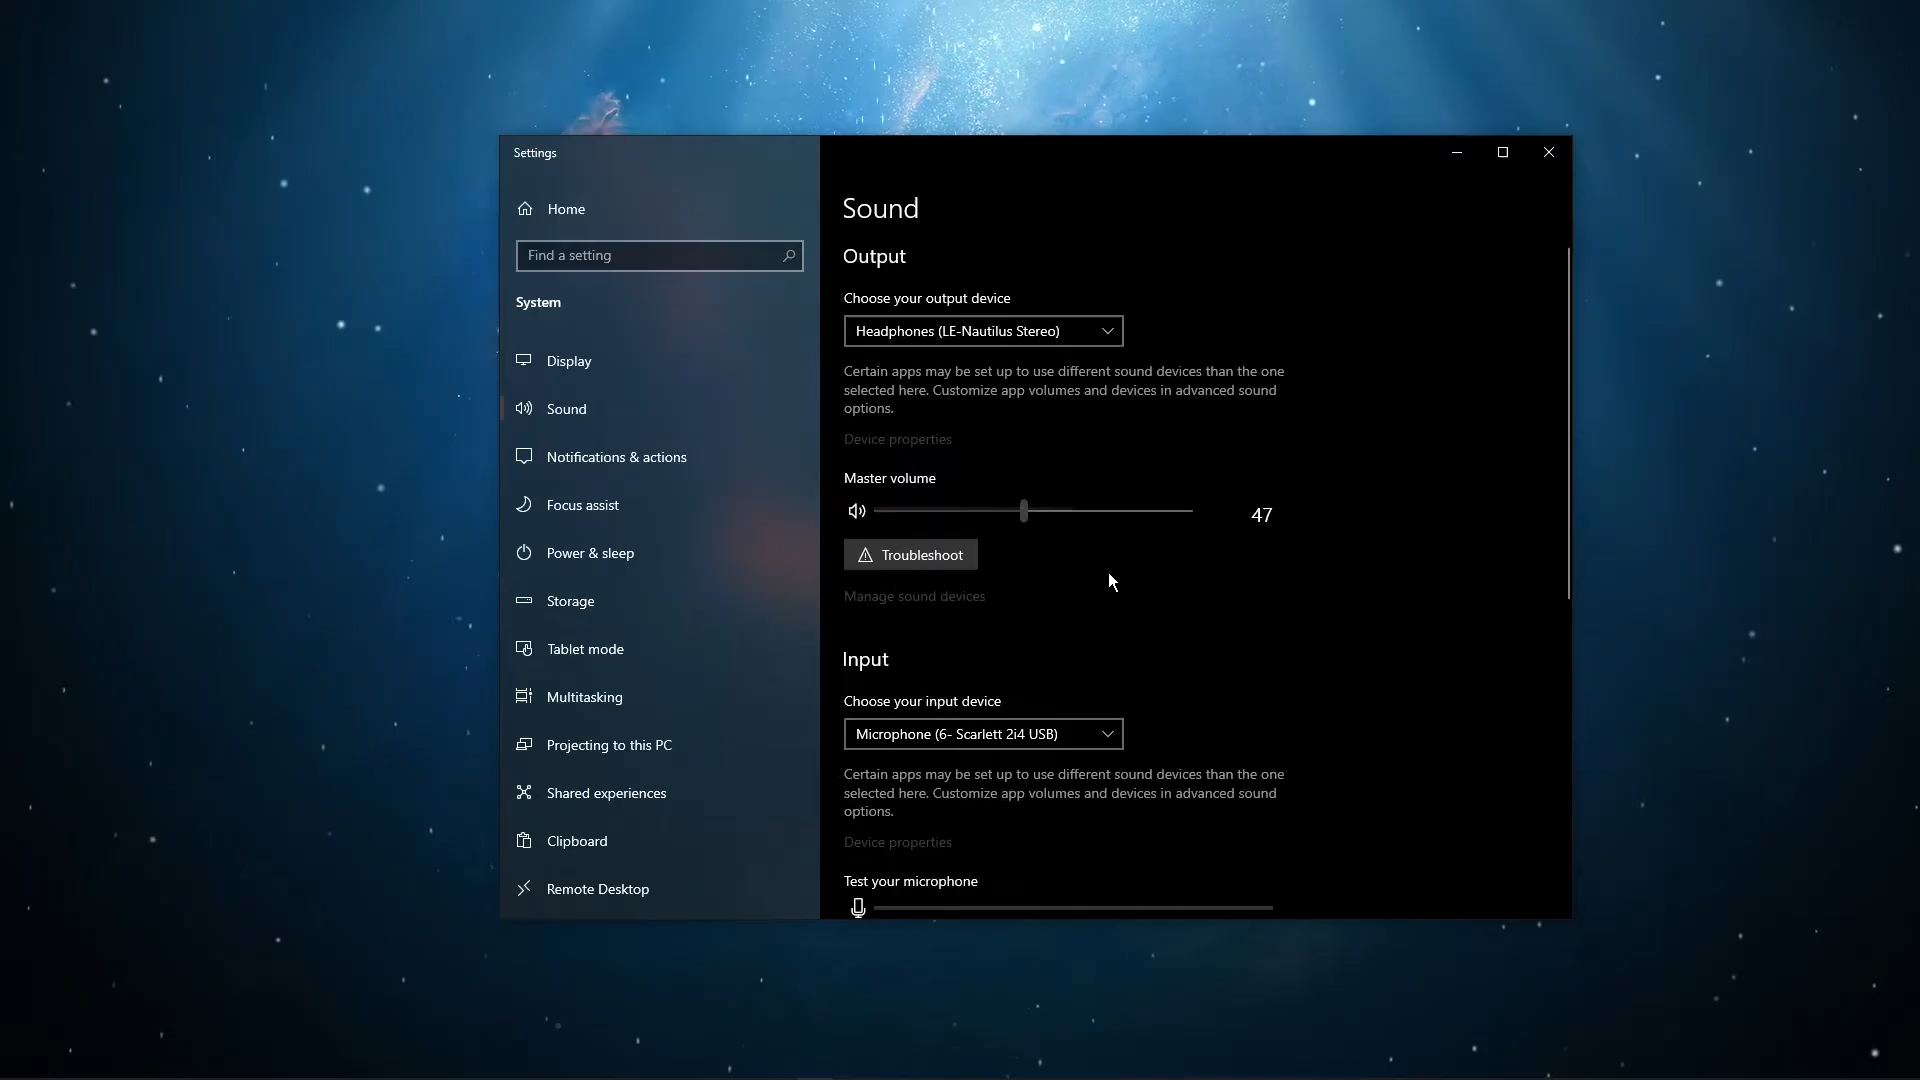 Settings
Home
Find a setting
System
Display
Sound
Notifications & actions
Focus assist
Power & sleep
Storage
Tablet mode
Multitasking
Projecting to this PC
Shared experiences
Clipboard
Remote Desktop
Sound
Output
Choose your output device
Headphones (LE-Nautilus Stereo)
Certain apps may be set up to use different sound devices than the one
selected here. Customize app volumes and devices in advanced sound
options.
Device properties
Master volume
47
Troubleshoot
Manage sound devices
Input
Choose your input device
Microphone (6- Scarlett 2i4 USB)
Certain apps may be set up to use different sound devices than the one
selected here. Customize app volumes and devices in advanced sound
options.
Device properties
Test your microphone